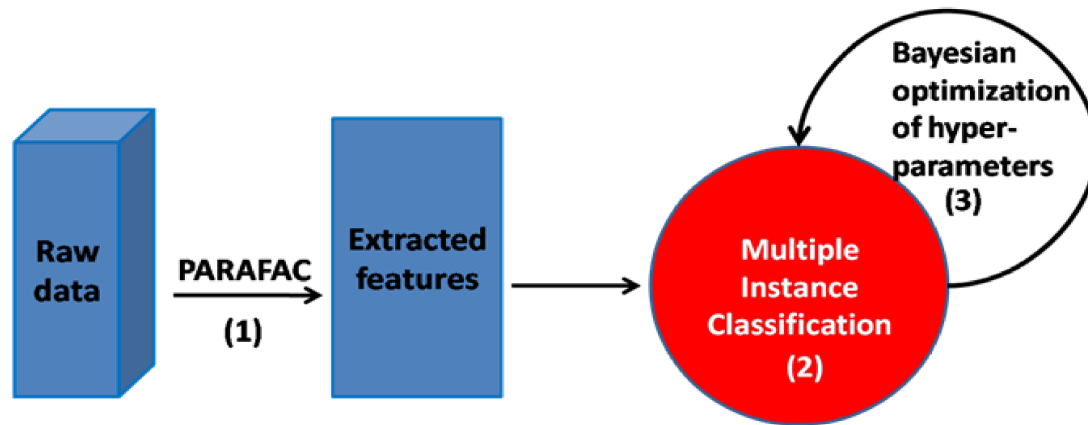 Raw
data
PARAFAC
(1)
Extracted
features
Multiple
Instance
Classification
(2)
Bayesian
optimization
of hyper-
parameters
(3)